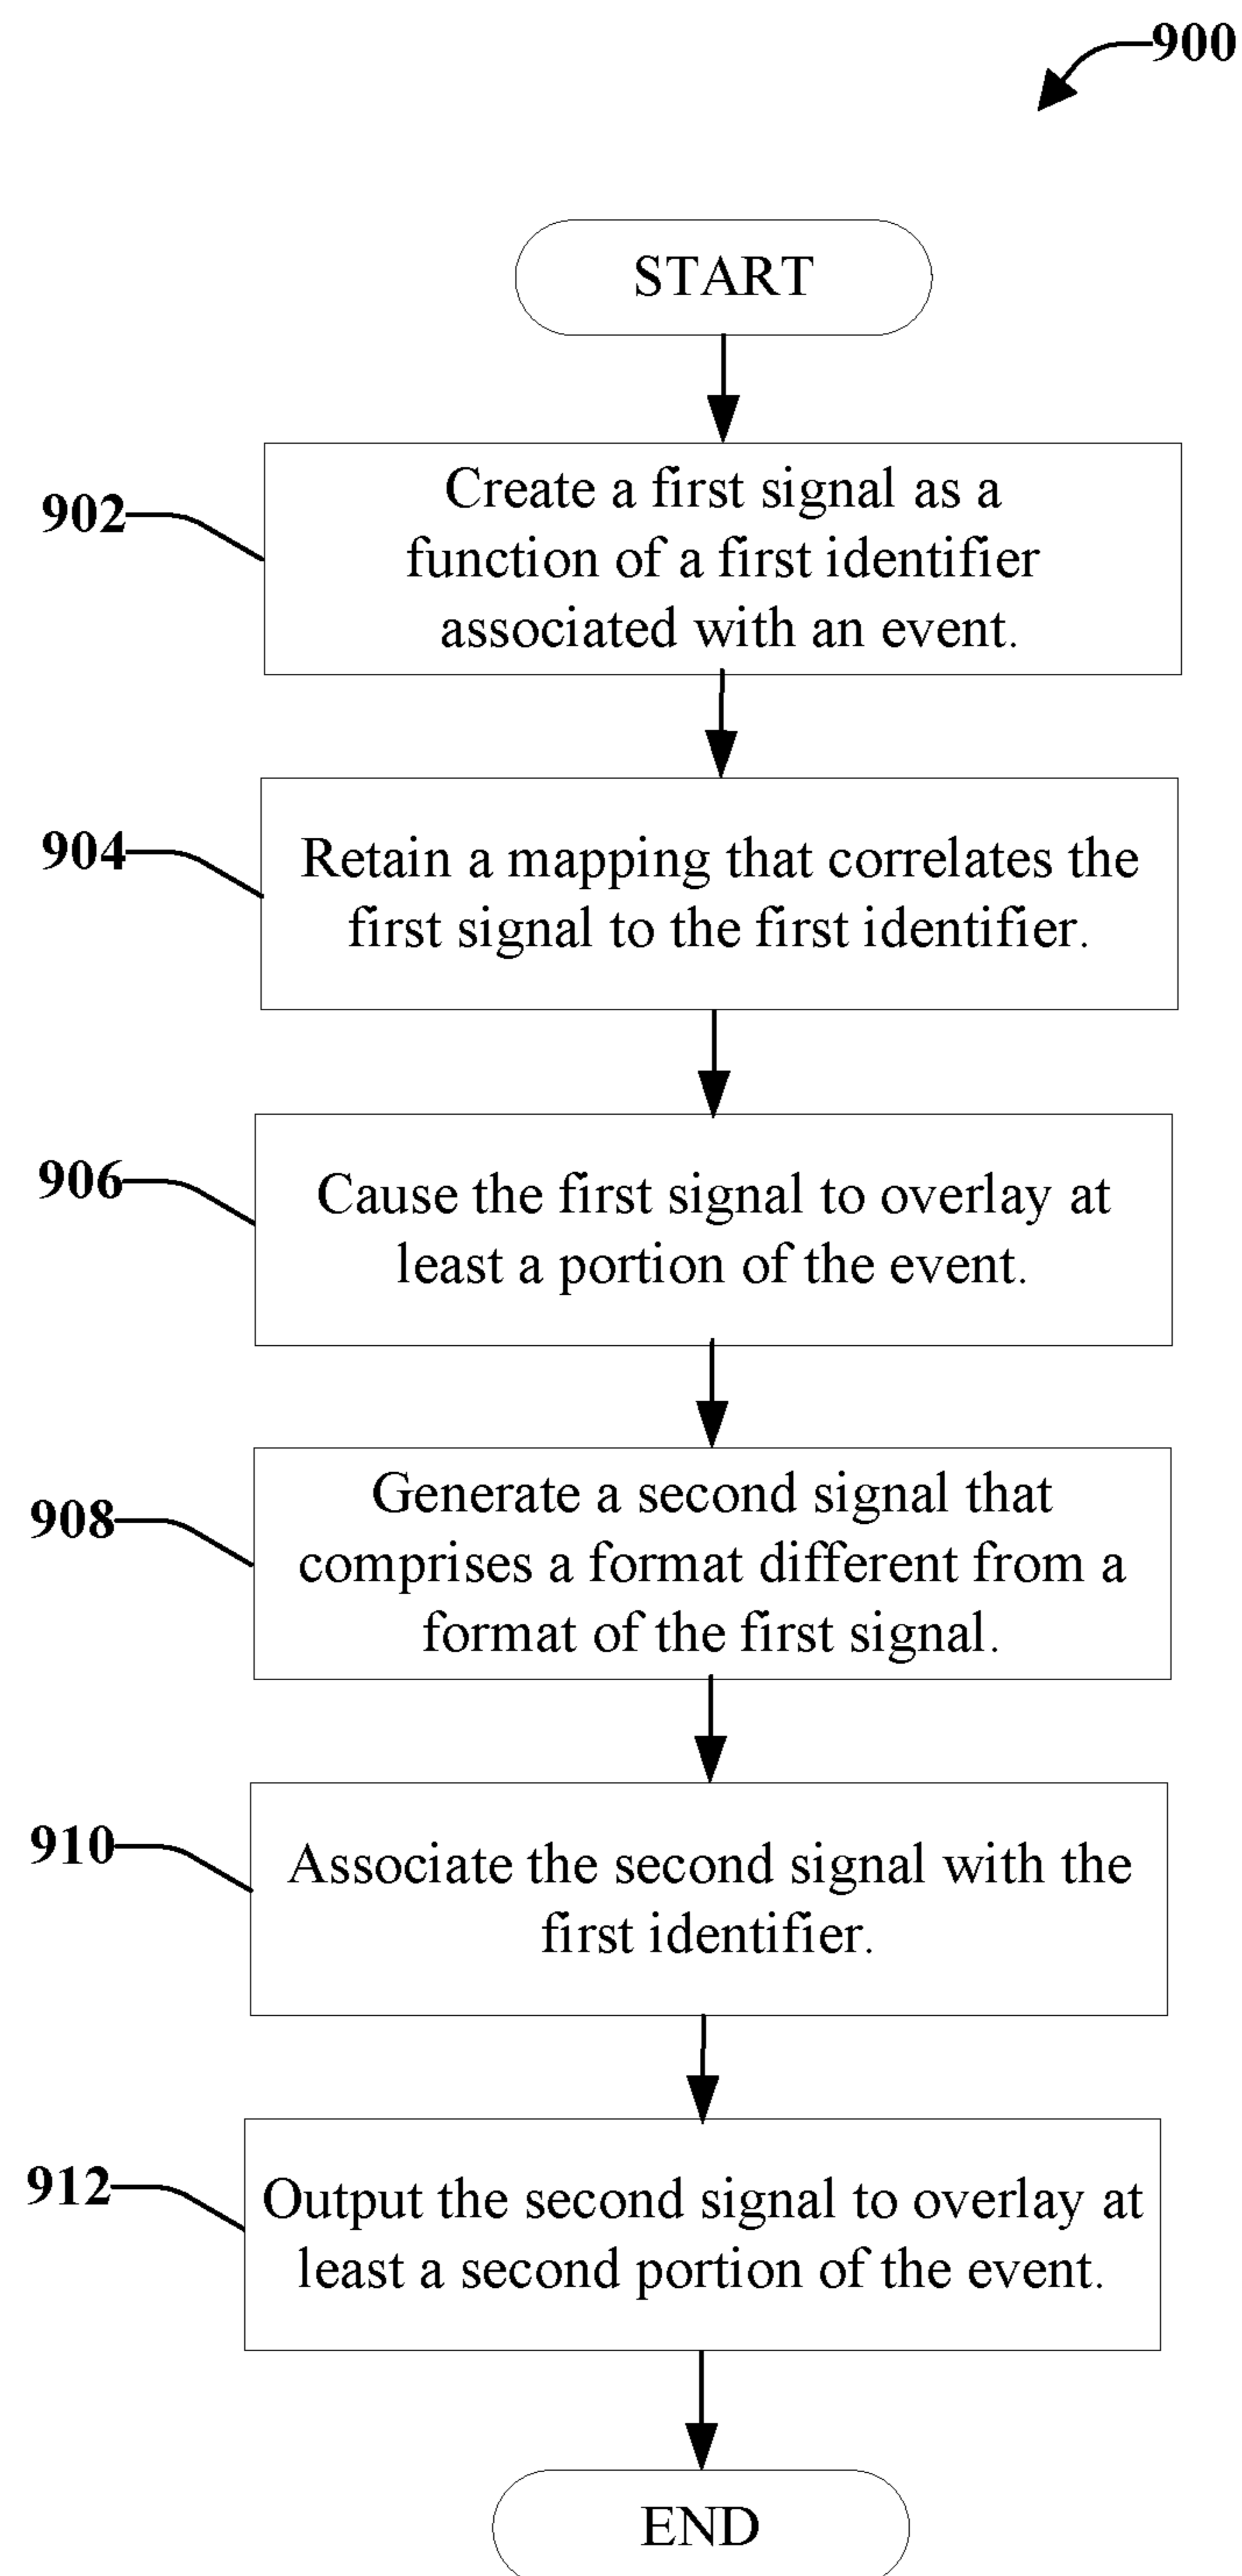 900
START
902
Create a first signal as a
function of a first identifier
associated with an event.
904
Retain a mapping that correlates the
first signal to the first identifier.
906
Cause the first signal to overlay at
least a portion of the event.
908
Generate a second signal that
comprises a format different from a
format of the first signal.
910
Associate the second signal with the
first identifier.
912
Output the second signal to overlay at
least a second portion of the event.
END